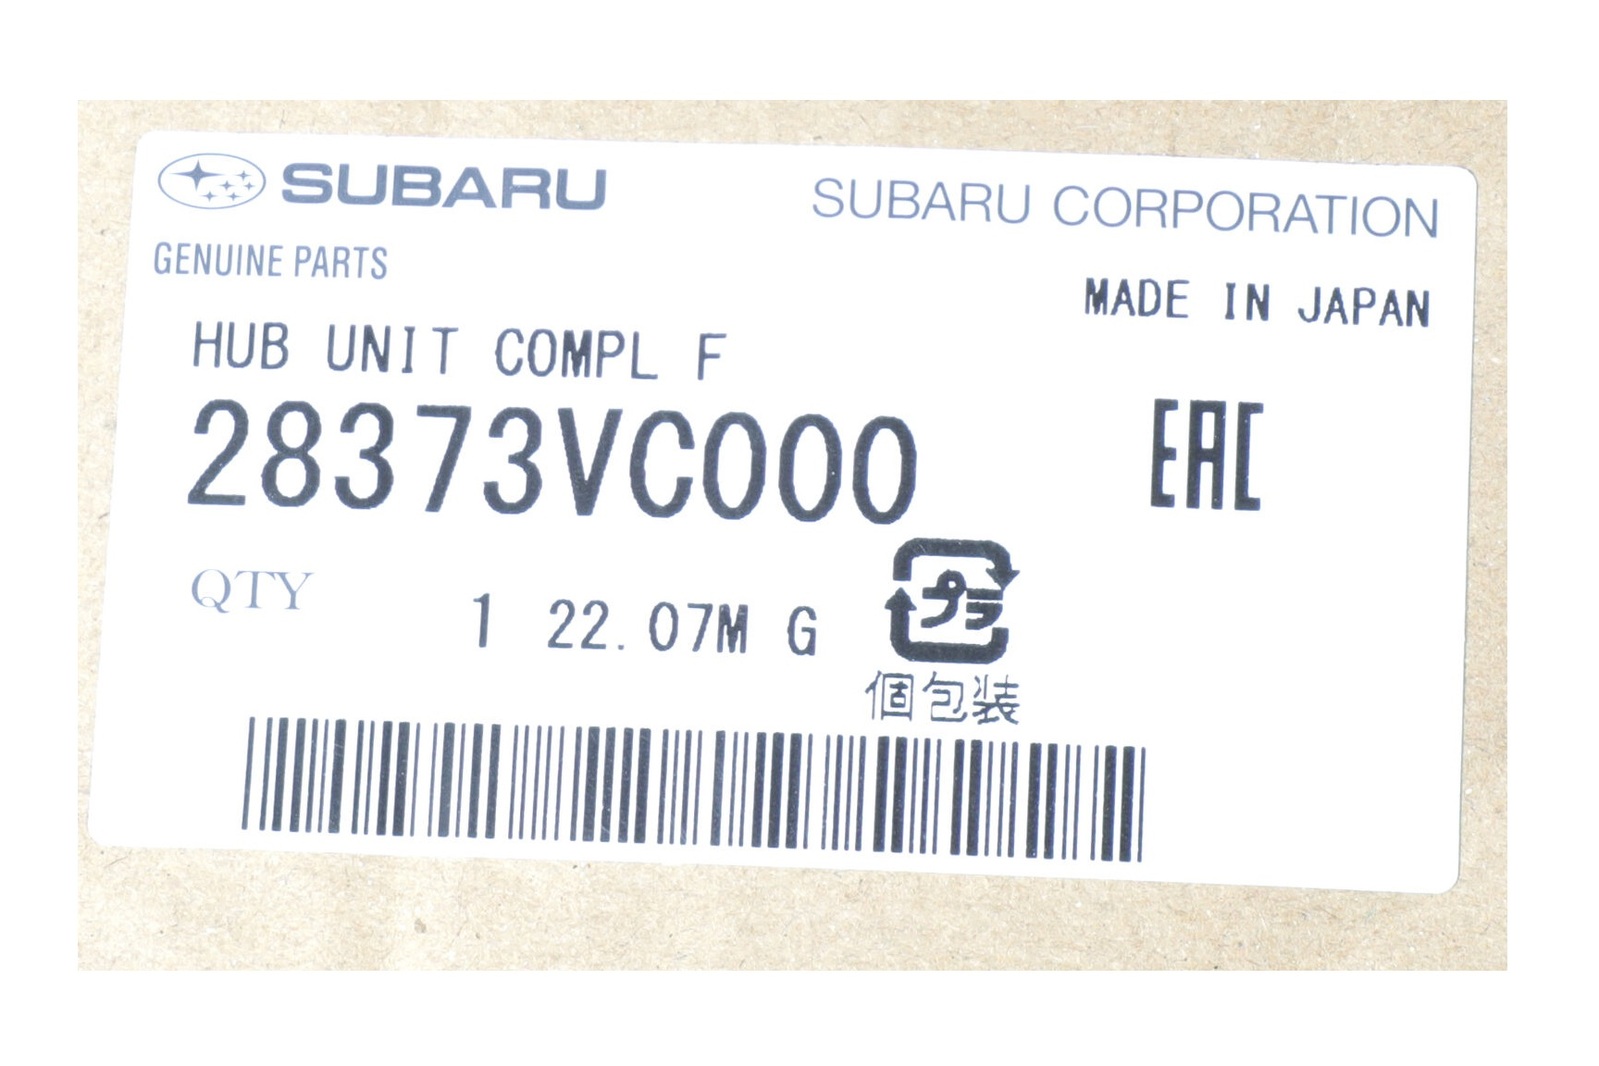 SUBARU
SUBARU CORPORATION
GENUINE PARTS
MADE IN JAPAN
HUB UNIT COMPL F
28373VC000
EAC
QTY 1 22.07M G
プラ
個包装